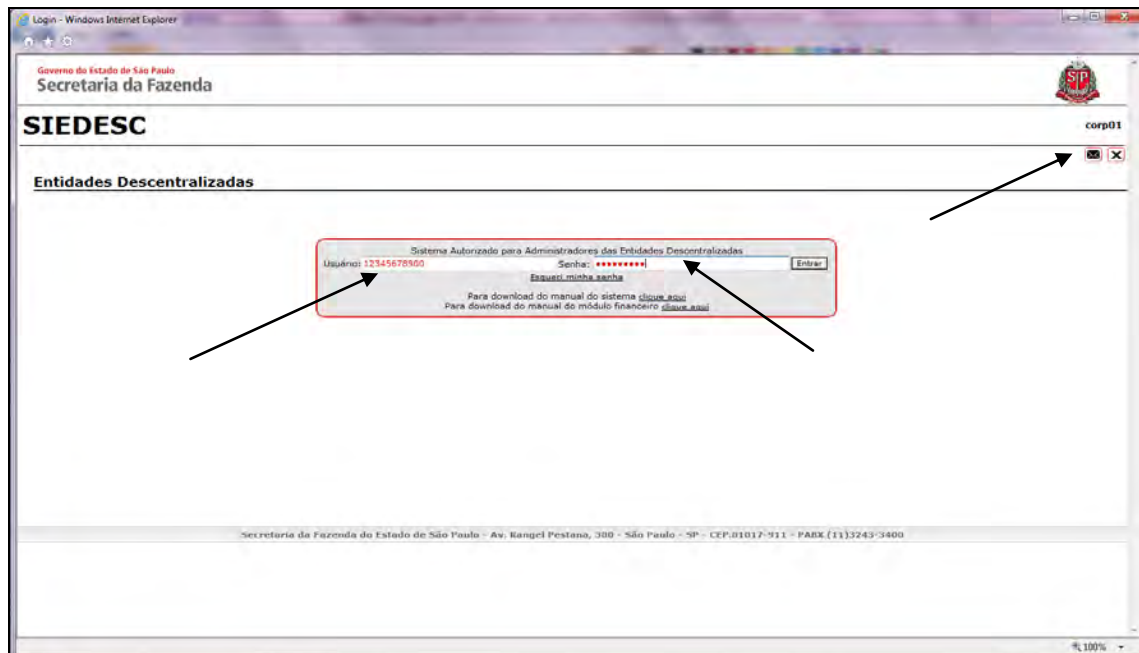 Login - Windows Internet Explorer
Governo do Estado de São Paulo
Secretaria da Fazenda
SIEDESC
corp01
Entidades Descentralizadas
Sistema Autorizado para Administradores das Entidades Descentralizadas
Usuário: 12345678900 Senha: ••••••••• Entrar
Esqueci minha senha
Para download do manual do sistema clique aqui
Para download do manual do módulo financeiro clique aqui
Secretaria da Fazenda do Estado de São Paulo - Av. Rangel Pestana, 300 - São Paulo - SP - CEP.01017-911 - PABX.(11)3243-3400
100%